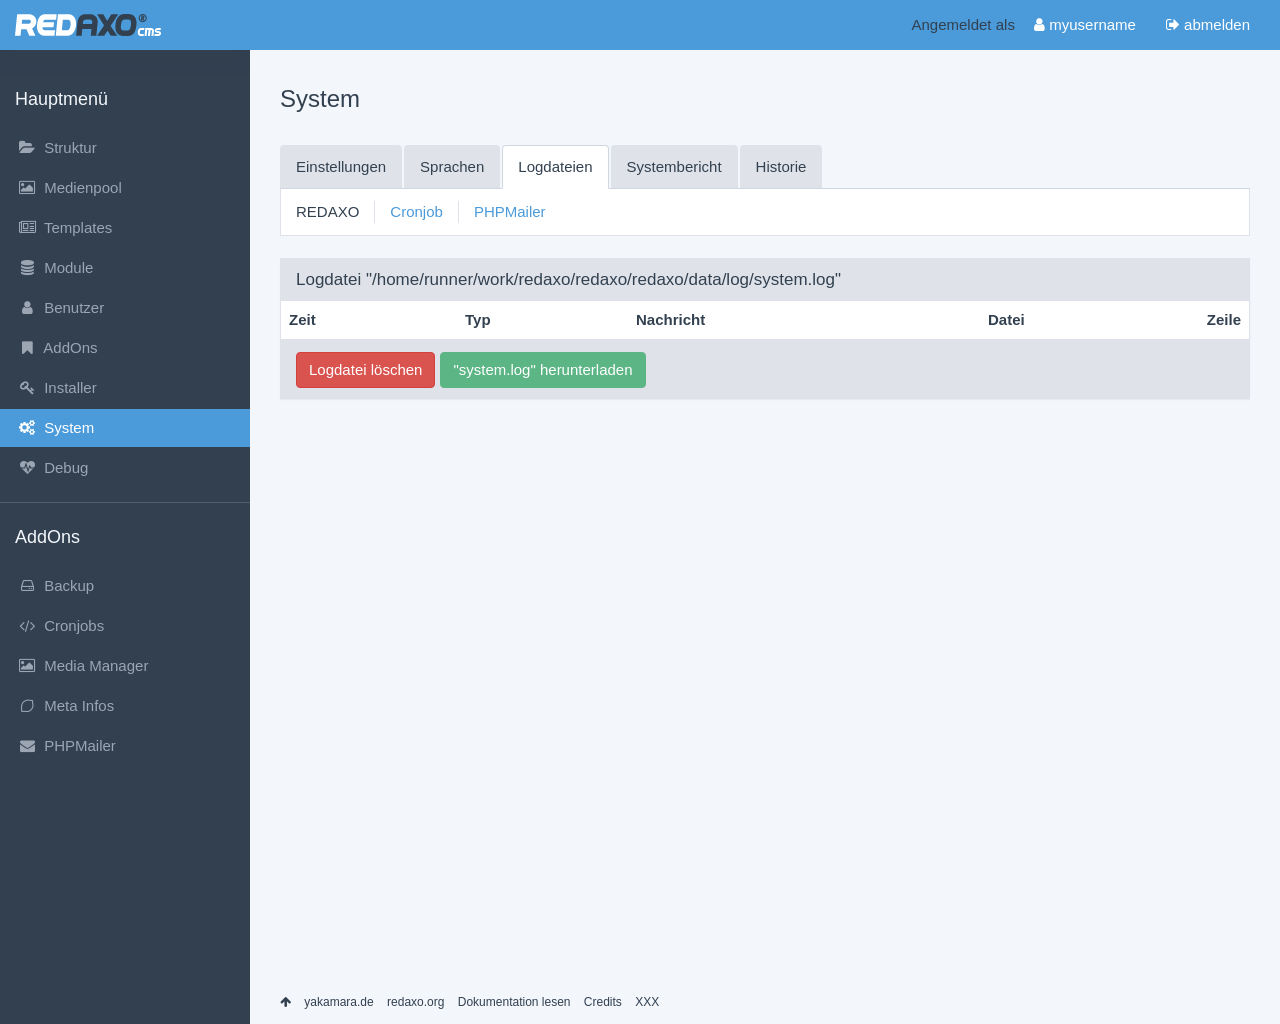 REDAXO® cms
Angemeldet als myusername abmelden
Hauptmenü
Struktur
Medienpool
Templates
Module
Benutzer
AddOns
Installer
System
Debug
AddOns
Backup
Cronjobs
Media Manager
Meta Infos
PHPMailer
System
Einstellungen Sprachen Logdateien Systembericht Historie
REDAXO Cronjob PHPMailer
Logdatei "/home/runner/work/redaxo/redaxo/redaxo/data/log/system.log"
Zeit Typ Nachricht Datei Zeile
Logdatei löschen "system.log" herunterladen
yakamara.de redaxo.org Dokumentation lesen Credits XXX